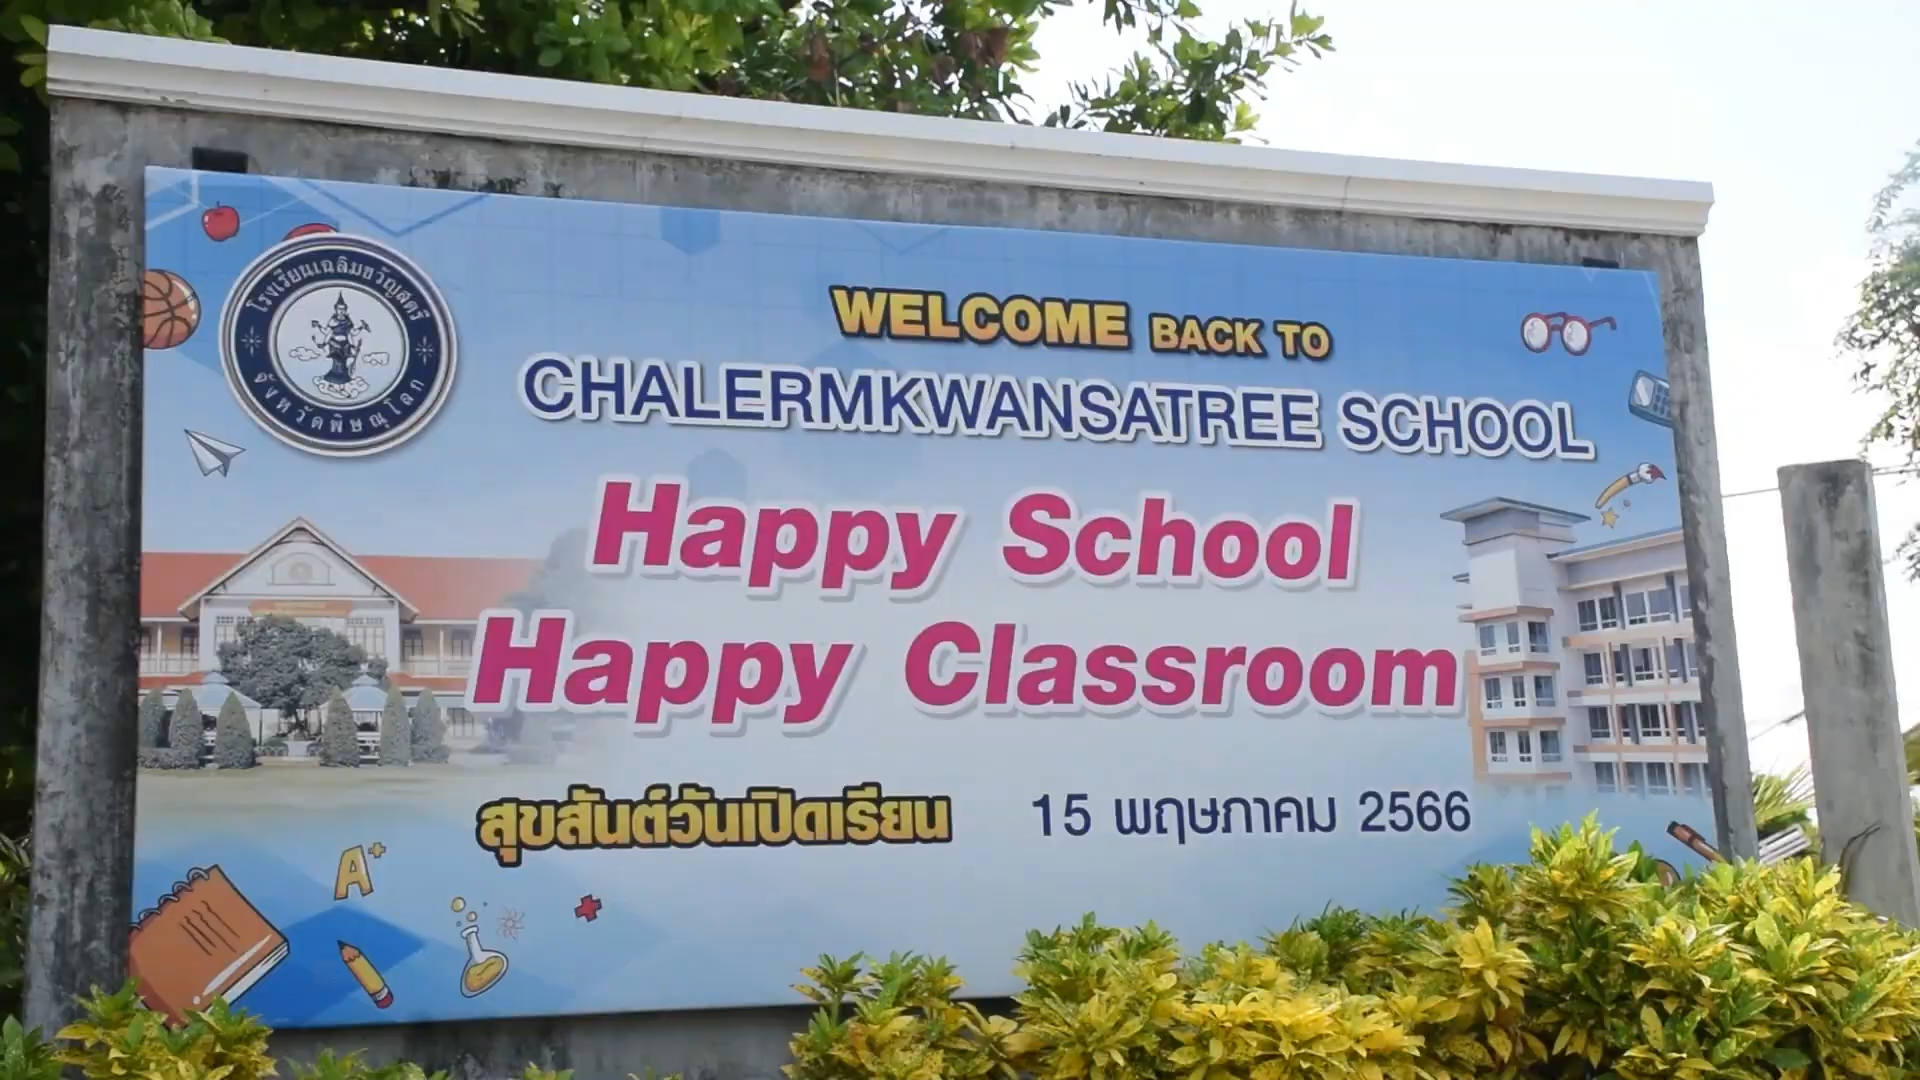 โรงเรียนเฉลิมขวัญสตรี
จังหวัดพิษณุโลก
WELCOME BACK TO
CHALERMKWANSATREE SCHOOL
Happy School
Happy Classroom
สุขสันต์วันเปิดเรียน 15 พฤษภาคม 2566
A+